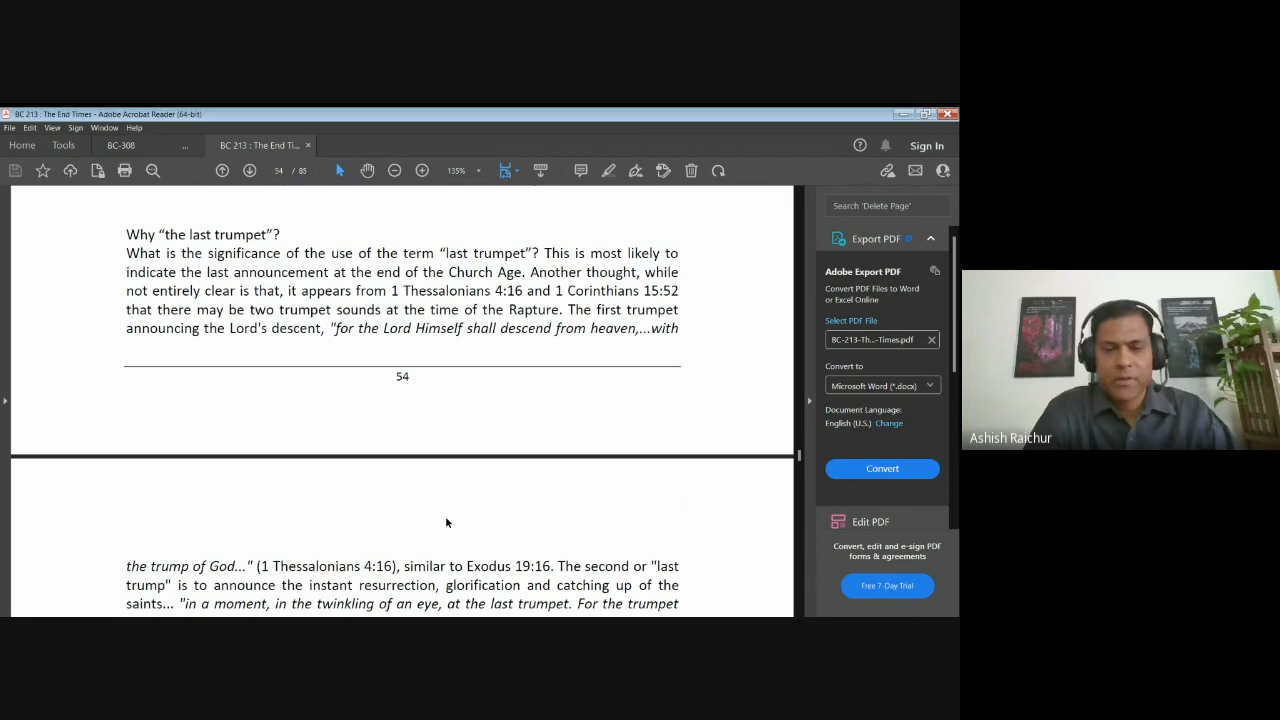 BC 213 : The End Times - Adobe Acrobat Reader (64-bit)
File Edit View Sign Window Help
Home Tools BC-308 ... BC 213 : The End Ti... × Sign In
54 / 85 135%
Why “the last trumpet”?
What is the significance of the use of the term “last trumpet”? This is most likely to
indicate the last announcement at the end of the Church Age. Another thought, while
not entirely clear is that, it appears from 1 Thessalonians 4:16 and 1 Corinthians 15:52
that there may be two trumpet sounds at the time of the Rapture. The first trumpet
announcing the Lord's descent, "for the Lord Himself shall descend from heaven,...with
54
the trump of God..." (1 Thessalonians 4:16), similar to Exodus 19:16. The second or "last
trump" is to announce the instant resurrection, glorification and catching up of the
saints... "in a moment, in the twinkling of an eye, at the last trumpet. For the trumpet
Search 'Delete Page'
Export PDF
Adobe Export PDF
Convert PDF Files to Word
or Excel Online
Select PDF File
BC-213-Th...-Times.pdf
Convert to
Microsoft Word (*.docx)
Document Language:
English (U.S.) Change
Convert
Edit PDF
Convert, edit and e-sign PDF
forms & agreements
Free 7-Day Trial
Ashish Raichur